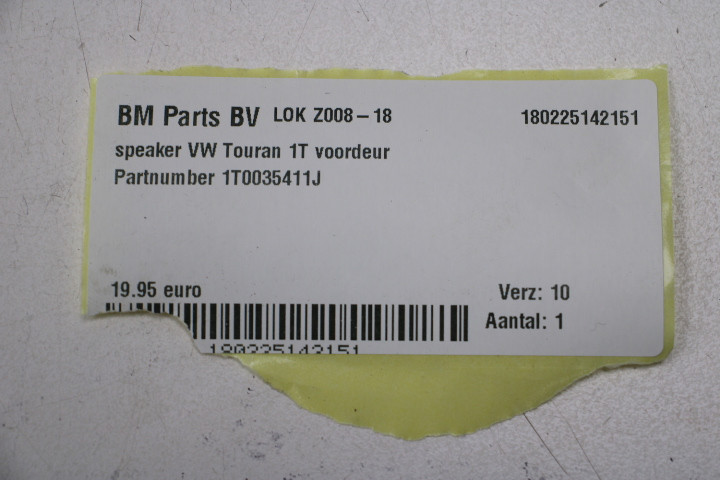 BM Parts BV LOK Z008-18 180225142151
speaker VW Touran 1T voordeur
Partnumber 1T0035411J
19.95 euro Verz: 10
Aantal: 1
180225142151